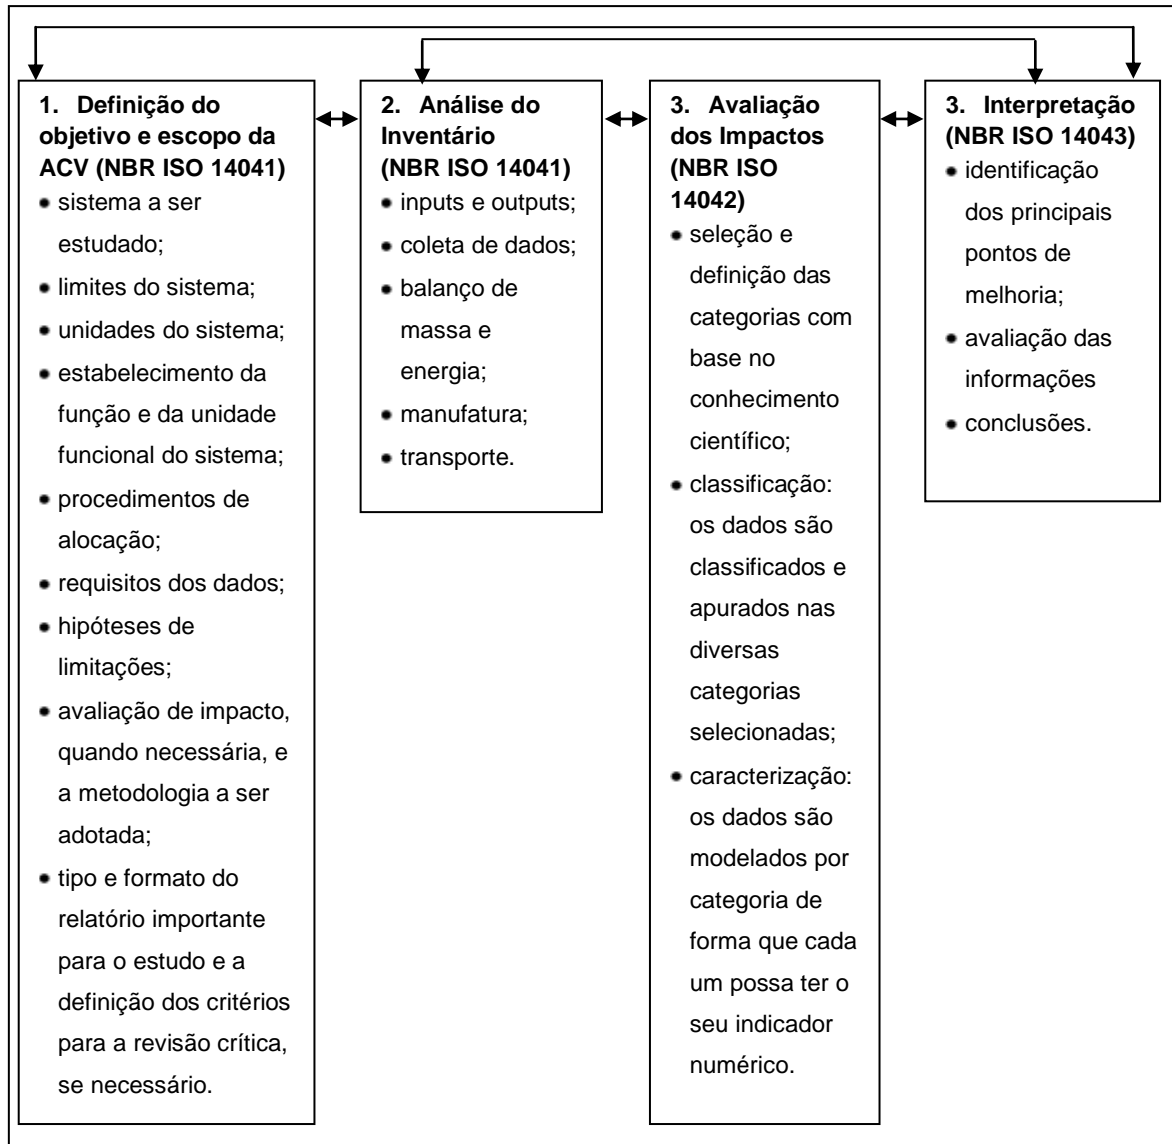 1. Definição do
objetivo e escopo da
ACV (NBR ISO 14041)
• sistema a ser
estudado;
• limites do sistema;
• unidades do sistema;
• estabelecimento da
função e da unidade
funcional do sistema;
• procedimentos de
alocação;
• requisitos dos dados;
• hipóteses de
limitações;
• avaliação de impacto,
quando necessária, e
a metodologia a ser
adotada;
• tipo e formato do
relatório importante
para o estudo e a
definição dos critérios
para a revisão crítica,
se necessário.
2. Análise do
Inventário
(NBR ISO 14041)
• inputs e outputs;
• coleta de dados;
• balanço de
massa e
energia;
• manufatura;
• transporte.
3. Avaliação
dos Impactos
(NBR ISO
14042)
• seleção e
definição das
categorias com
base no
conhecimento
científico;
• classificação:
os dados são
classificados e
apurados nas
diversas
categorias
selecionadas;
• caracterização:
os dados são
modelados por
categoria de
forma que cada
um possa ter o
seu indicador
numérico.
3. Interpretação
(NBR ISO 14043)
• identificação
dos principais
pontos de
melhoria;
• avaliação das
informações
• conclusões.